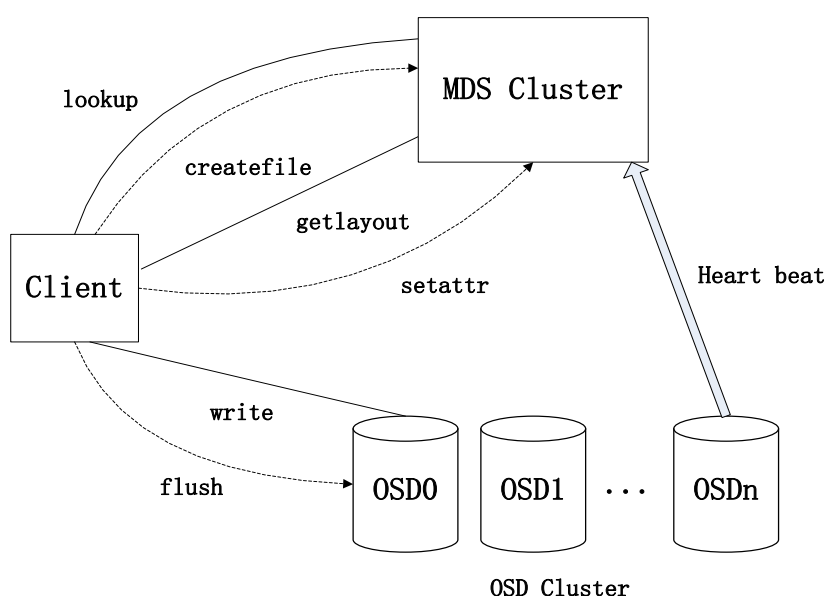 MDS Cluster
lookup
createfile
getlayout
Client
setattr
Heart beat
write
flush
OSD0
OSD1
...
OSDn
OSD Cluster